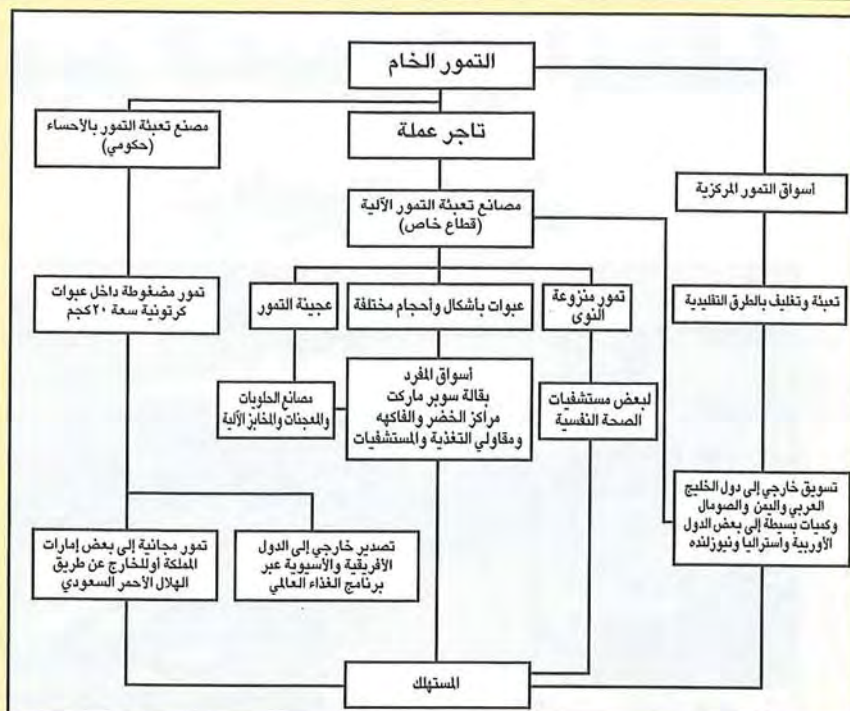 التمور الخام
مصنع تعبئة التمور بالأحساء
(حكومي)
تاجر عملة
أسواق التمور المركزية
مصانع تعبئة التمور الآلية
(قطاع خاص)
تمور مضغوطة داخل عبوات
كرتونية سعة ٢٠كجم
عجينة التمور
عبوات بأشكال وأحجام مختلفة
تمور منزوعة
النوى
تعبئة وتغليف بالطرق التقليدية
مصانع الحلويات
والمعجنات والمخابز الآلية
أسواق المفرد
بقالة سوبر ماركت
مراكز الخضر والفاكهه
ومقاولي التغذية والمستشفيات
لبعض مستشفيات
الصحة النفسية
تسويق خارجي إلى دول الخليج
العربي واليمن والصومال
وكميات بسيطة إلى بعض الدول
الأوربية وأستراليا ونيوزلنده
تمور مجانية إلى بعض إمارات
المملكة أوللخارج عن طريق
الهلال الأحمر السعودي
تصدير خارجي إلى الدول
الأفريقية والأسيوية عبر
برنامج الغذاء العالمي
المستهلك